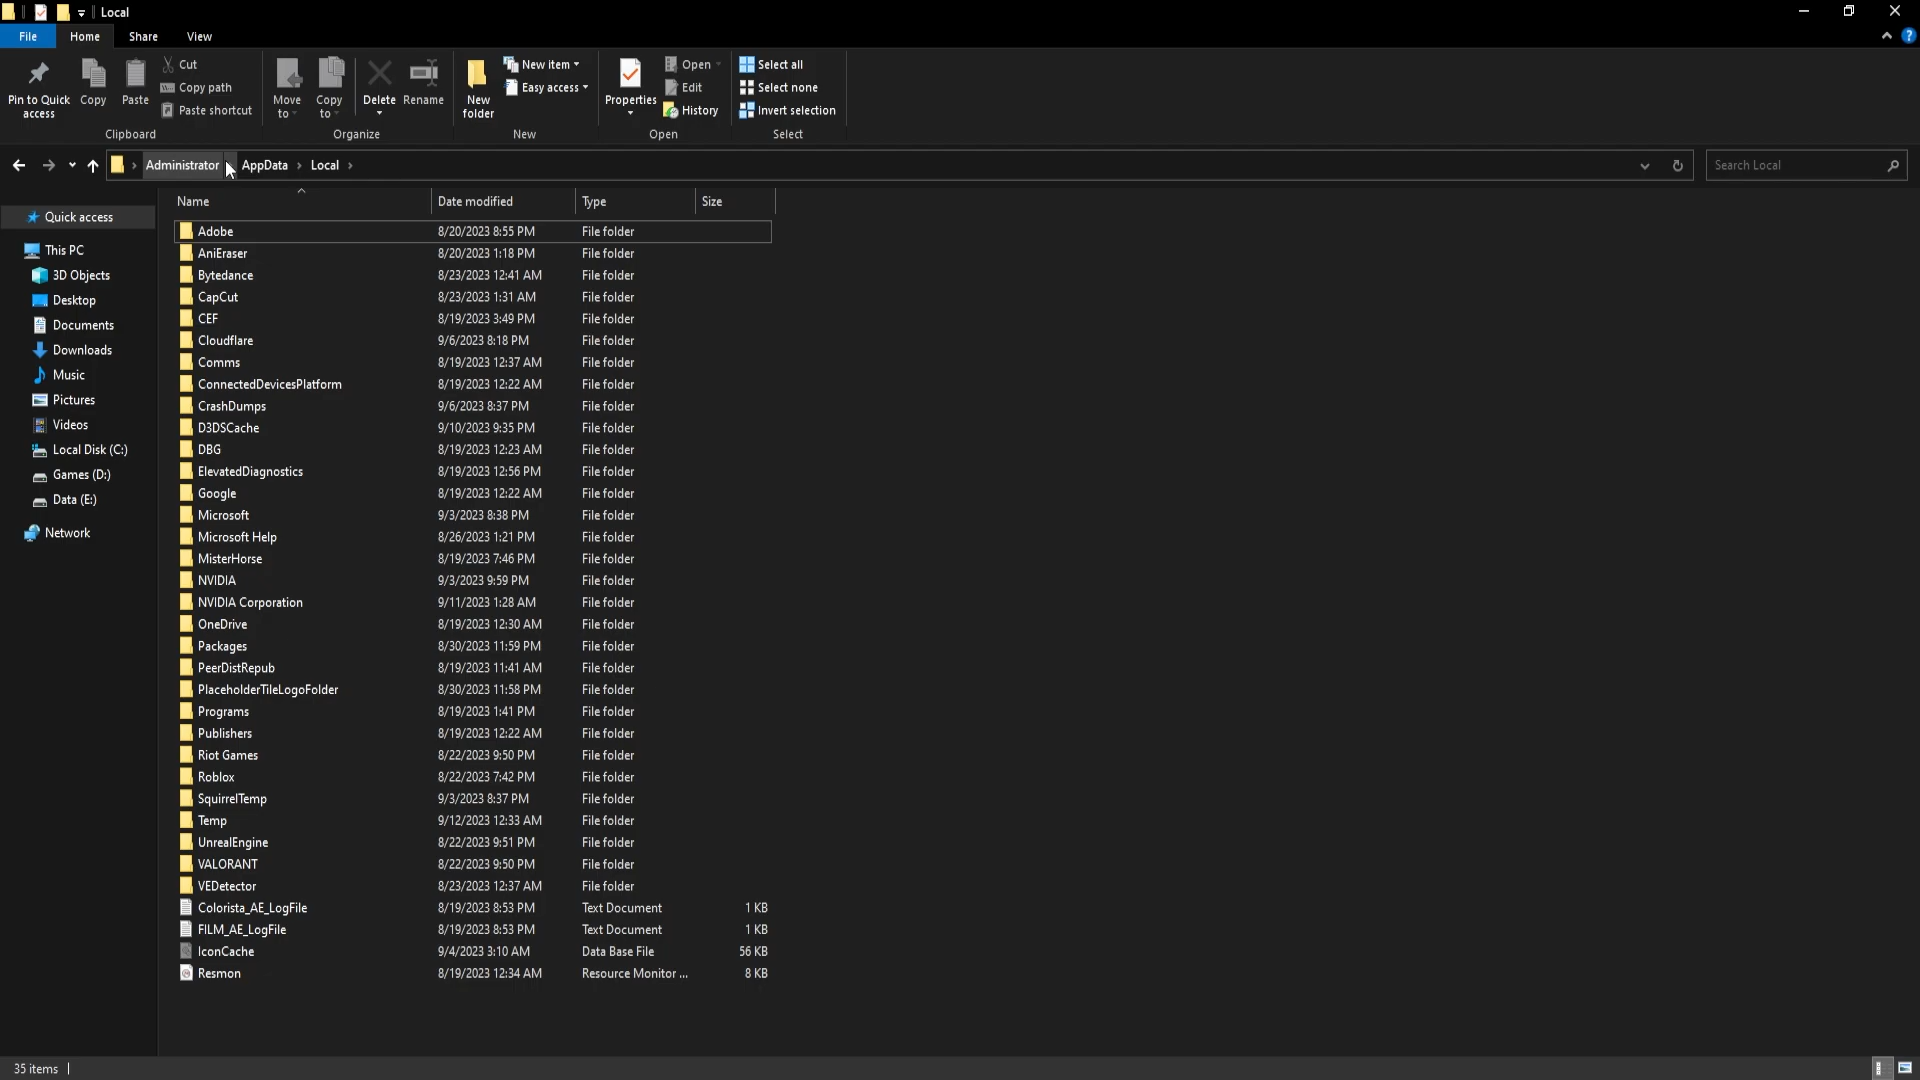 Local
File Home Share View
Pin to Quick access
Copy
Paste
Cut
Copy path
Paste shortcut
Clipboard
Move to
Copy to
Delete
Rename
Organize
New folder
New item
Easy access
New
Properties
Open
Edit
History
Open
Select all
Select none
Invert selection
Select
Administrator AppData Local
Search Local
Name Date modified Type Size
Quick access
This PC
3D Objects
Desktop
Documents
Downloads
Music
Pictures
Videos
Local Disk (C:)
Games (D:)
Data (E:)
Network
Adobe 8/20/2023 8:55 PM File folder
AniEraser 8/20/2023 1:18 PM File folder
Bytedance 8/23/2023 12:41 AM File folder
CapCut 8/23/2023 1:31 AM File folder
CEF 8/19/2023 3:49 PM File folder
Cloudflare 9/6/2023 8:18 PM File folder
Comms 8/19/2023 12:37 AM File folder
ConnectedDevicesPlatform 8/19/2023 12:22 AM File folder
CrashDumps 9/6/2023 8:37 PM File folder
D3DSCache 9/10/2023 9:35 PM File folder
DBG 8/19/2023 12:23 AM File folder
ElevatedDiagnostics 8/19/2023 12:56 PM File folder
Google 8/19/2023 12:22 AM File folder
Microsoft 9/3/2023 8:38 PM File folder
Microsoft Help 8/26/2023 1:21 PM File folder
MisterHorse 8/19/2023 7:46 PM File folder
NVIDIA 9/3/2023 9:59 PM File folder
NVIDIA Corporation 9/11/2023 1:28 AM File folder
OneDrive 8/19/2023 12:30 AM File folder
Packages 8/30/2023 11:59 PM File folder
PeerDistRepub 8/19/2023 11:41 AM File folder
PlaceholderTileLogoFolder 8/30/2023 11:58 PM File folder
Programs 8/19/2023 1:41 PM File folder
Publishers 8/19/2023 12:22 AM File folder
Riot Games 8/22/2023 9:50 PM File folder
Roblox 8/22/2023 7:42 PM File folder
SquirrelTemp 9/3/2023 8:37 PM File folder
Temp 9/12/2023 12:33 AM File folder
UnrealEngine 8/22/2023 9:51 PM File folder
VALORANT 8/22/2023 9:50 PM File folder
VEDetector 8/23/2023 12:37 AM File folder
Colorista_AE_LogFile 8/19/2023 8:53 PM Text Document 1 KB
FILM_AE_LogFile 8/19/2023 8:53 PM Text Document 1 KB
IconCache 9/4/2023 3:10 AM Data Base File 56 KB
Resmon 8/19/2023 12:34 AM Resource Monitor ... 8 KB
35 items